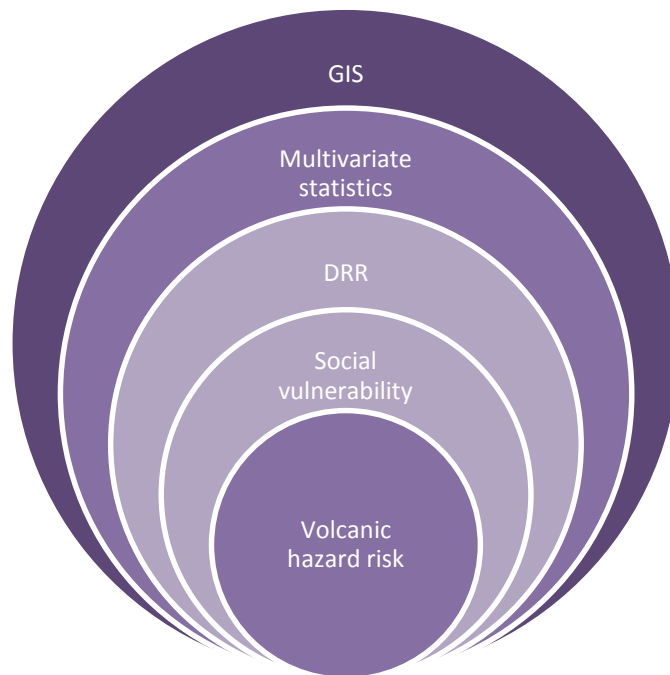 GIS
Multivariate
statistics
DRR
Social
vulnerability
Volcanic
hazard risk